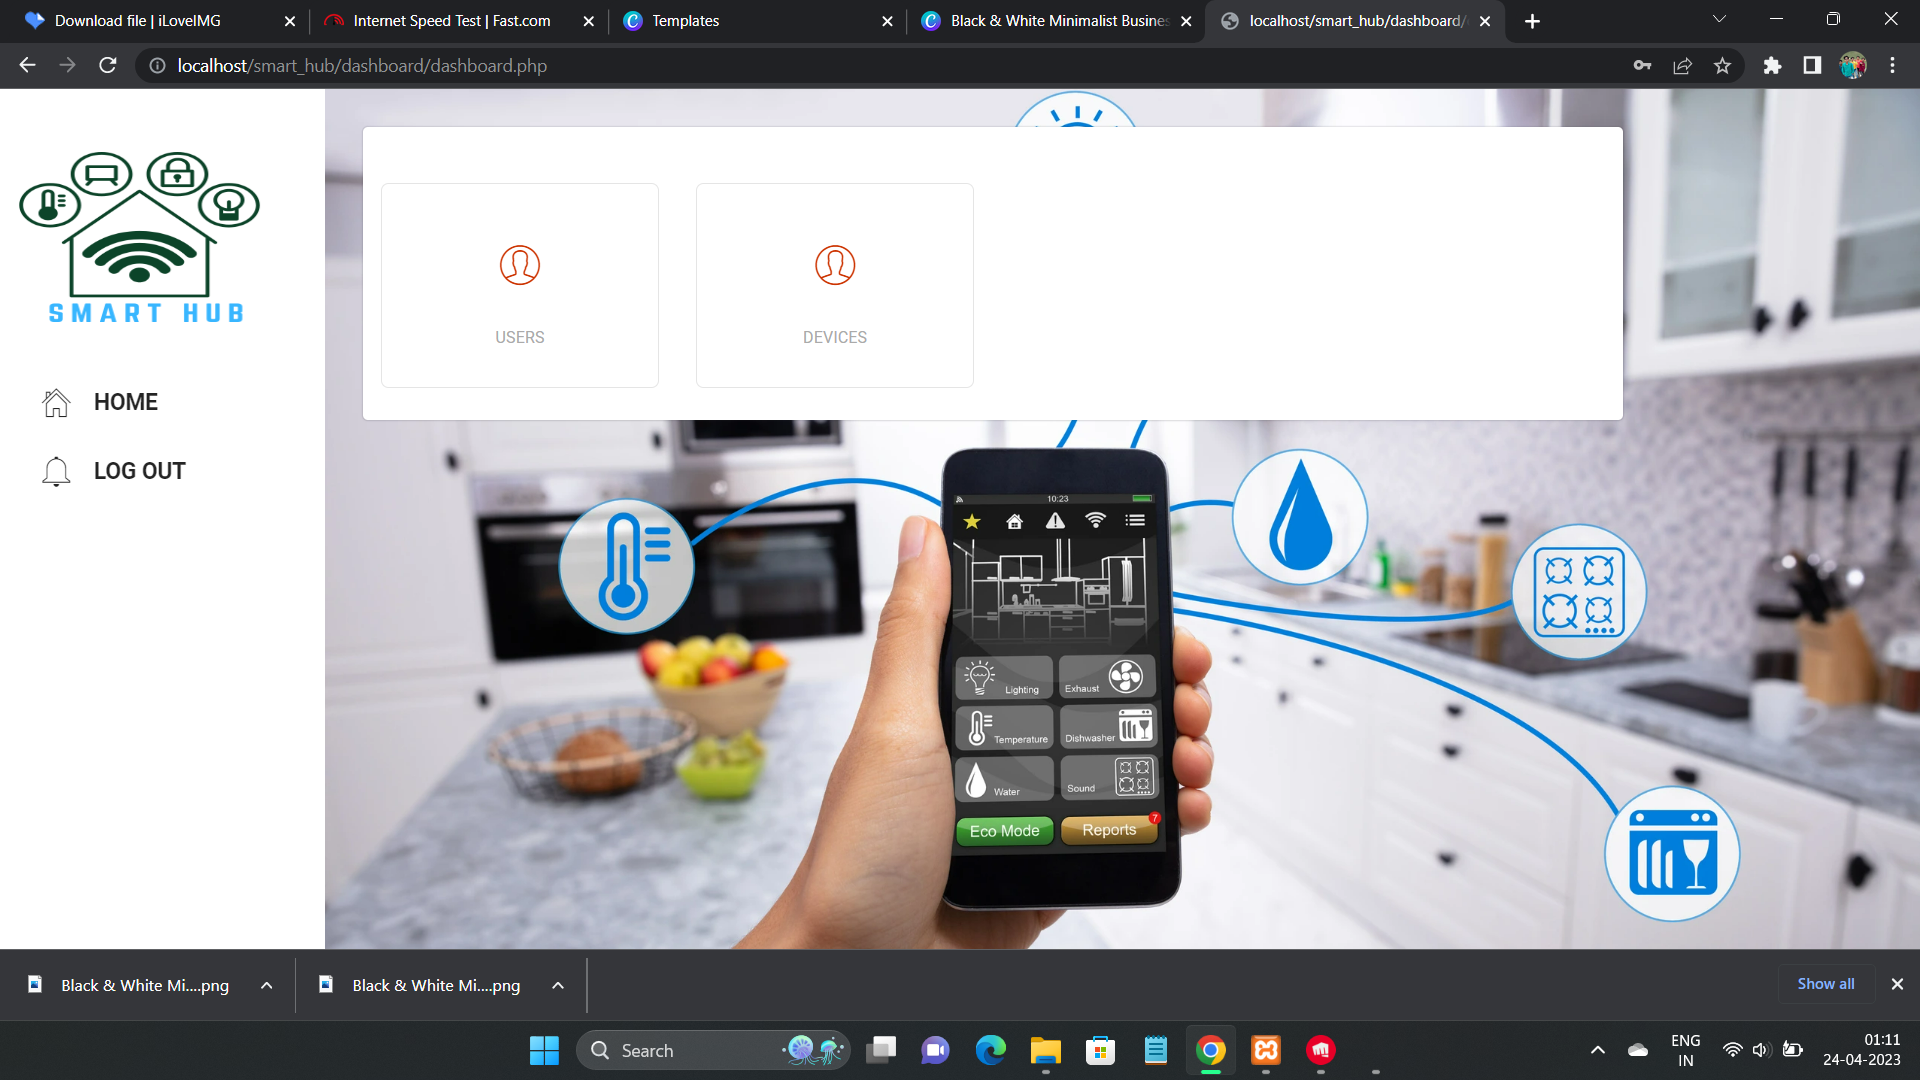 Download file | iLoveIMG
Internet Speed Test | Fast.com
Templates
Black & White Minimalist Busine
localhost/smart_hub/dashboard/
localhost/smart_hub/dashboard/dashboard.php
SMART HUB
HOME
LOG OUT
USERS
DEVICES
10:23
Lighting
Exhaust
Temperature
Dishwasher
Water
Sound
Eco Mode
Reports
7
Black & White Mi....png
Black & White Mi....png
Show all
Search
ENG
IN
01:11
24-04-2023